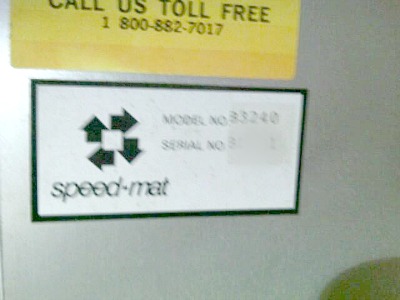 CALL US TOLL FREE
1 800-882-7017
MODEL NO 83240
SERIAL NO
speed·mat